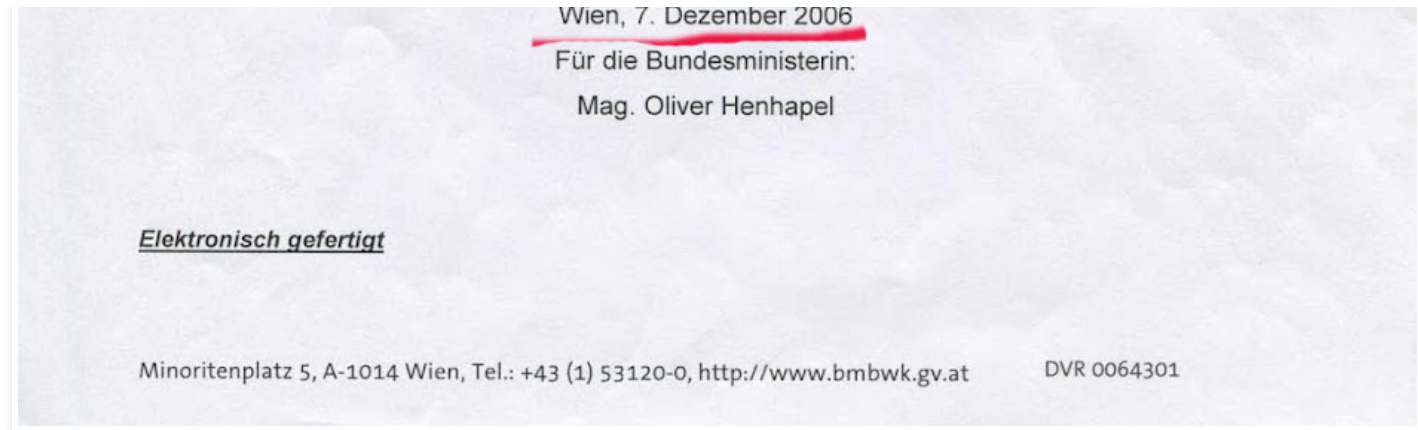 Wien, 7. Dezember 2006
Für die Bundesministerin:
Mag. Oliver Henhapel
Elektronisch gefertigt
Minoritenplatz 5, A-1014 Wien, Tel.: +43 (1) 53120-0, http://www.bmbwk.gv.at DVR 0064301